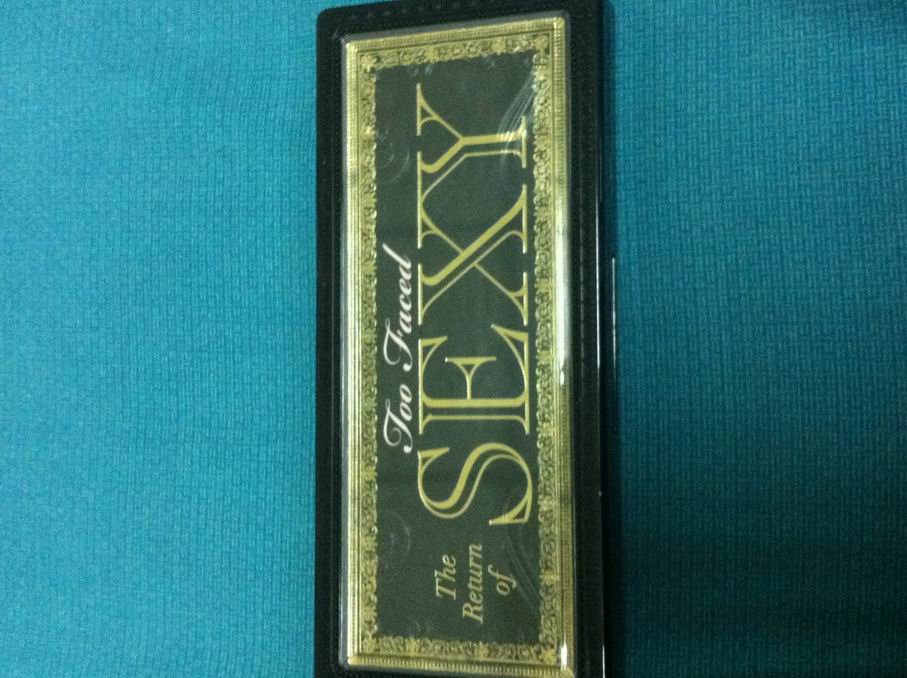 Too Faced
The
Return
of
SEXY